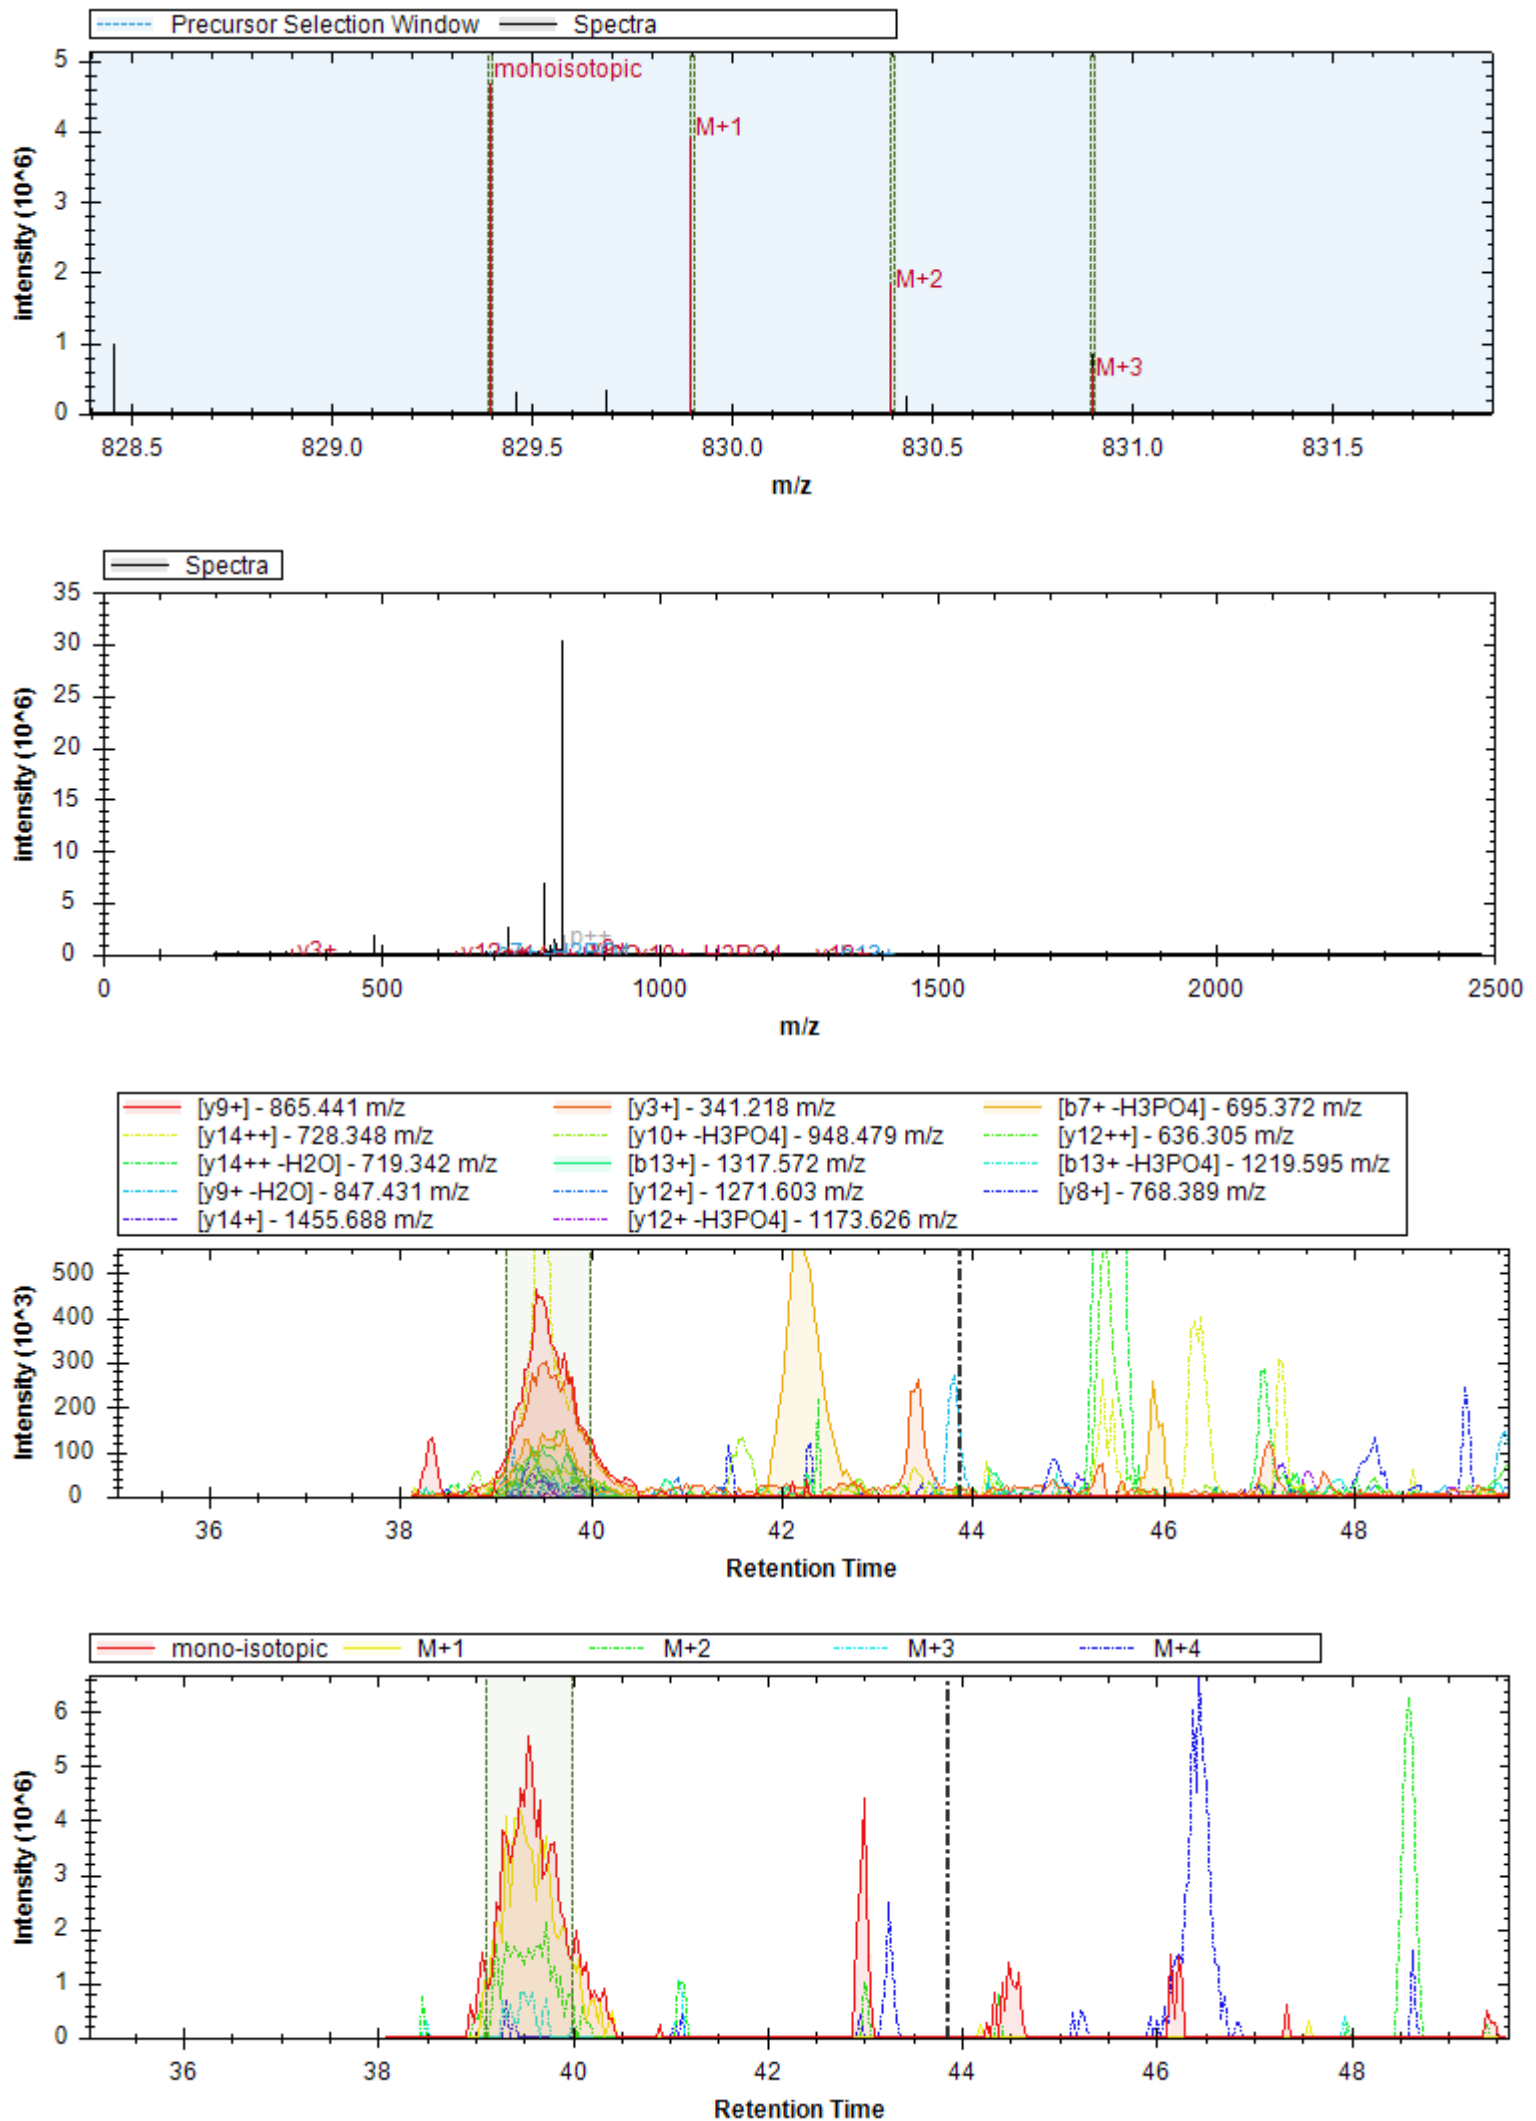 Precursor Selection Window Spectra
5
4
3
2
1
0
intensity (10^6)
monoisotopic
M+1
M+2
M+3
828.5 829.0 829.5 830.0 830.5 831.0 831.5
m/z
Spectra
35
30
25
20
15
10
5
0
intensity (10^6)
y3+
p++
0 500 1000 1500 2000 2500
m/z
[y9+] - 865.441 m/z [y3+] - 341.218 m/z [b7+ -H3PO4] - 695.372 m/z
[y14++] - 728.348 m/z [y10+ -H3PO4] - 948.479 m/z [y12++] - 636.305 m/z
[y14++ -H2O] - 719.342 m/z [b13+] - 1317.572 m/z [b13+ -H3PO4] - 1219.595 m/z
[y9+ -H2O] - 847.431 m/z [y12+] - 1271.603 m/z [y8+] - 768.389 m/z
[y14+] - 1455.688 m/z [y12+ -H3PO4] - 1173.626 m/z
500
400
300
200
100
0
Intensity (10^3)
36 38 40 42 44 46 48
Retention Time
mono-isotopic M+1 M+2 M+3 M+4
6
5
4
3
2
1
0
Intensity (10^6)
36 38 40 42 44 46 48
Retention Time